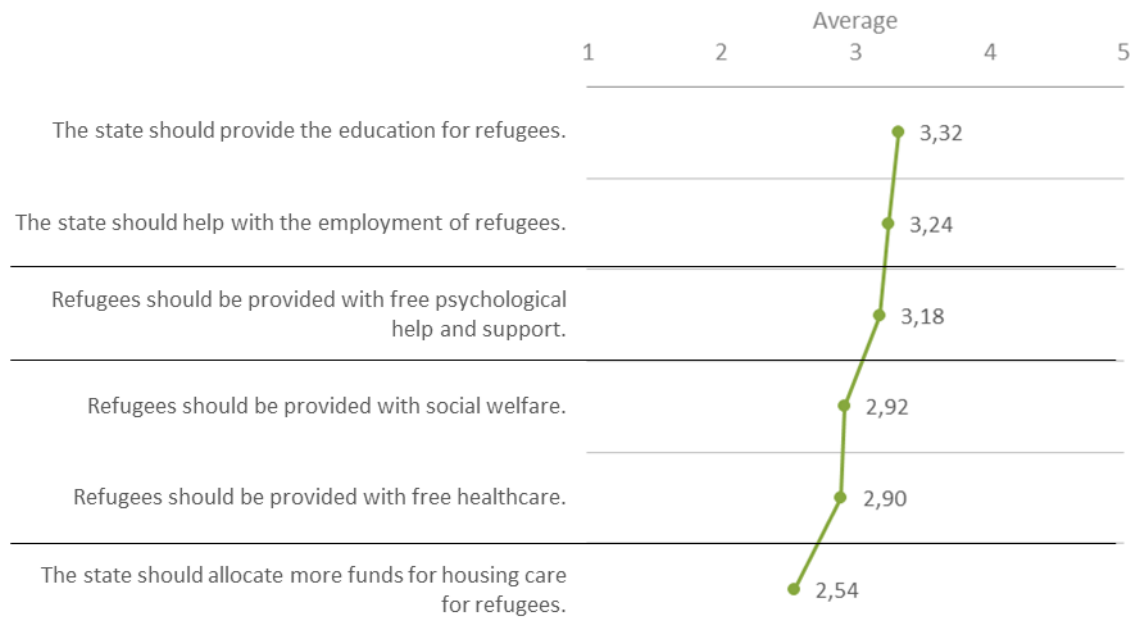 Average
1 2 3 4 5
The state should provide the education for refugees.
3,32
The state should help with the employment of refugees.
3,24
Refugees should be provided with free psychological
help and support.
3,18
Refugees should be provided with social welfare.
2,92
Refugees should be provided with free healthcare.
2,90
The state should allocate more funds for housing care
for refugees.
2,54